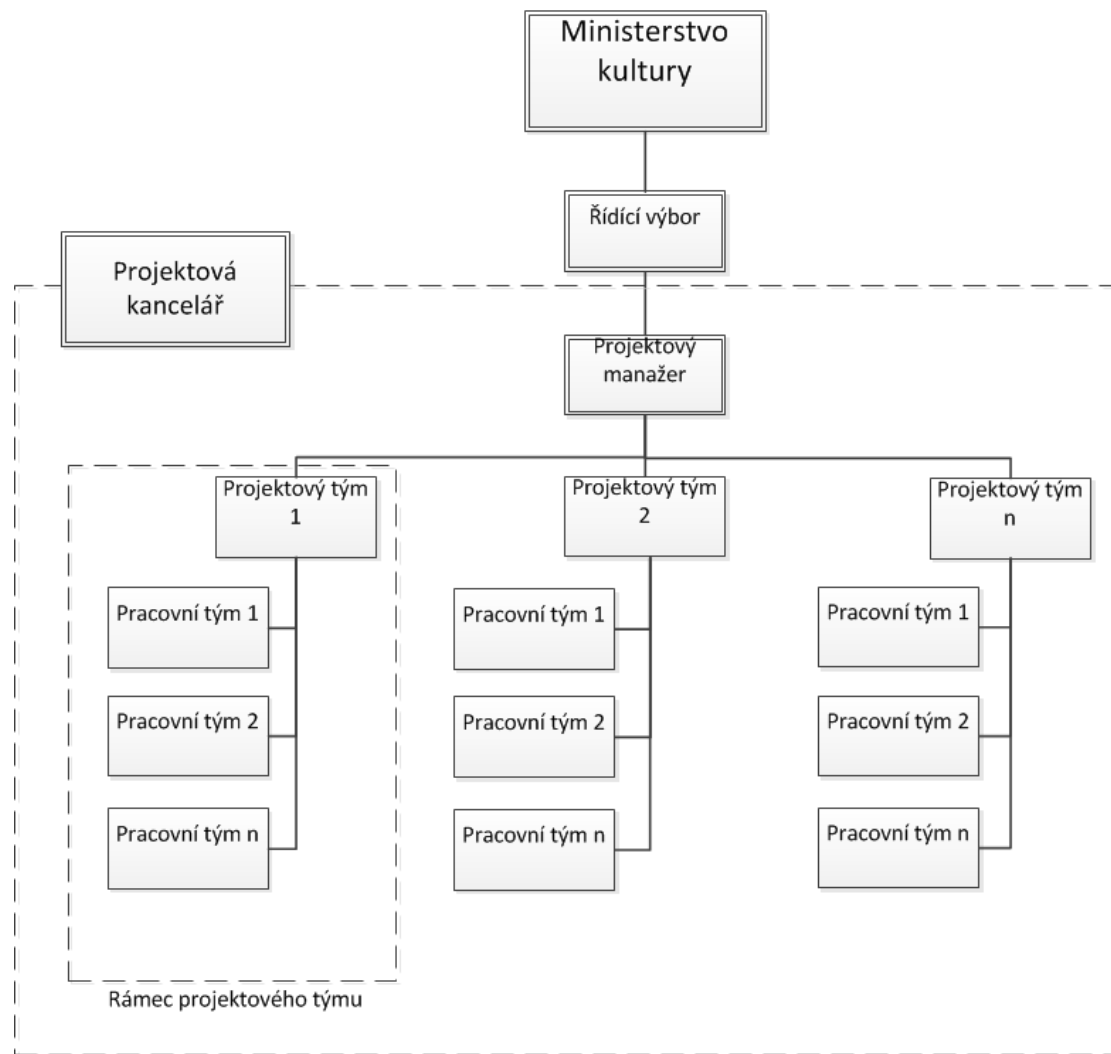 Ministerstvo
kultury
Řídící výbor
Projektová
kancelář
Projektový
manažer
Projektový tým
1
Projektový tým
2
Projektový tým
n
Pracovní tým 1
Pracovní tým 2
Pracovní tým n
Pracovní tým 1
Pracovní tým 2
Pracovní tým n
Pracovní tým 1
Pracovní tým 2
Pracovní tým n
Rámec projektového týmu